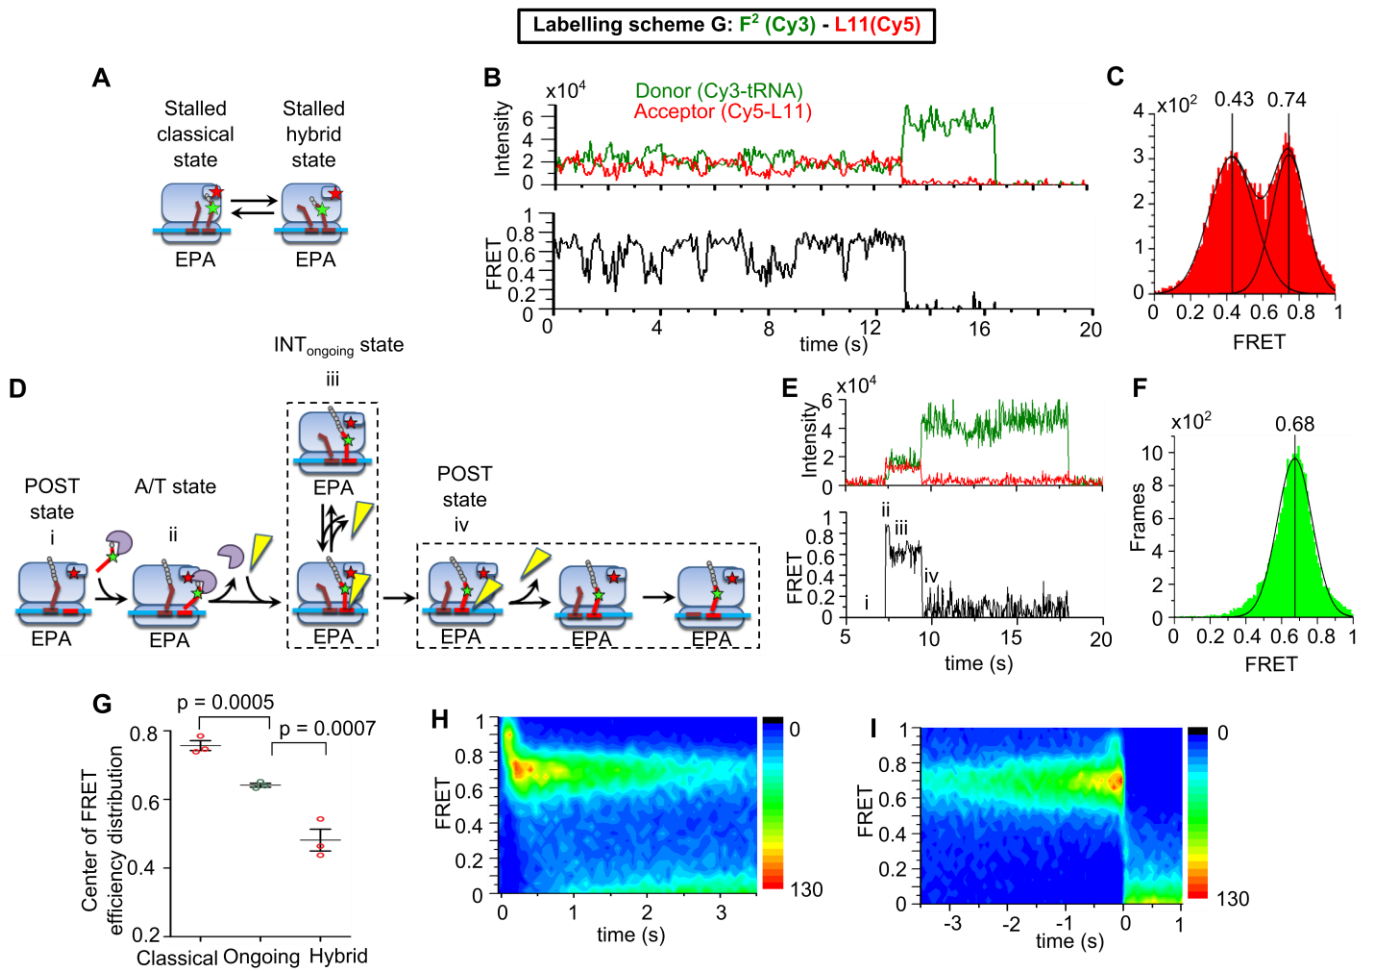 Labelling scheme G: F² (Cy3) - L11(Cy5)
A
Stalled
classical
state
Stalled
hybrid
state
EPA
EPA
B
x10⁴
Donor (Cy3-tRNA)
Acceptor (Cy5-L11)
Intensity
6
4
2
0
FRET
1
0.8
0.6
0.4
0.2
0
0
4
8
12
16
20
time (s)
C
x10²
0.43
0.74
4
3
2
1
0
0
0.2
0.4
0.6
0.8
1
FRET
D
INTongoing state
iii
POST
state
i
A/T state
ii
EPA
POST
state
iv
EPA
EPA
EPA
EPA
EPA
EPA
E
x10⁴
Intensity
6
4
2
0
FRET
1
0.8
0.6
0.4
0.2
0
ii
iii
iv
i
5
10
15
20
time (s)
F
x10²
0.68
Frames
10
8
6
4
2
0
0
0.2
0.4
0.6
0.8
1
FRET
G
p = 0.0005
p = 0.0007
Center of FRET
efficiency distribution
0.8
0.6
0.4
0.2
Classical
Ongoing
Hybrid
H
FRET
1
0.8
0.6
0.4
0.2
0
0
1
2
3
time (s)
0
130
I
FRET
1
0.8
0.6
0.4
0.2
0
-3
-2
-1
0
1
time (s)
0
130